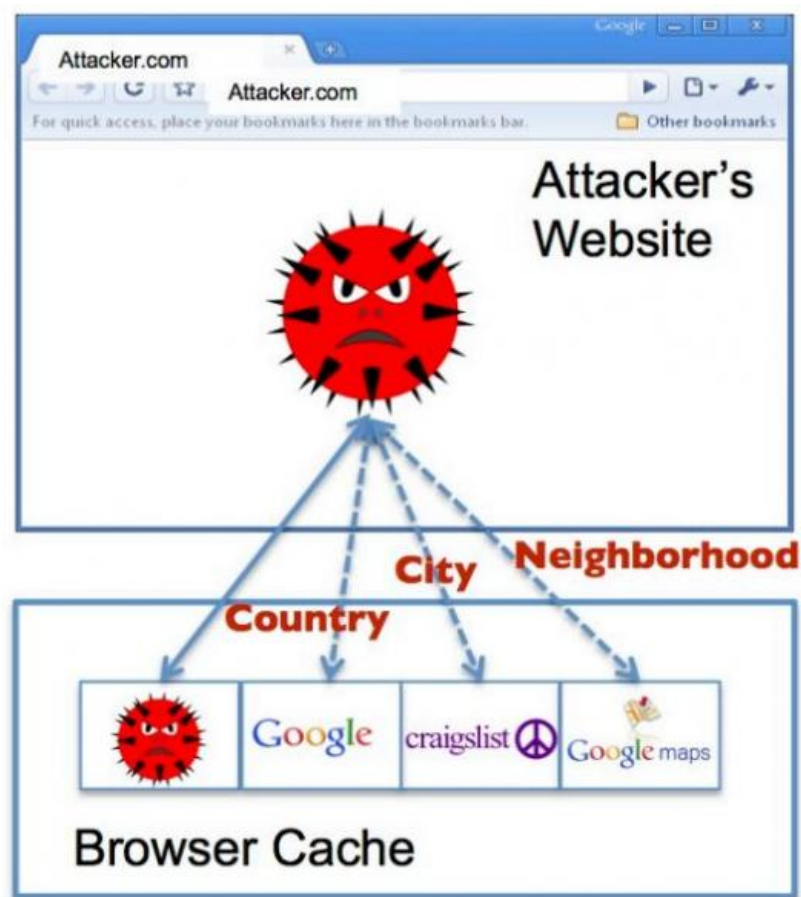 Google
Attacker.com
Attacker.com
For quick access, place your bookmarks here in the bookmarks bar.
Other bookmarks
Attacker's
Website
Neighborhood
City
Country
Google
craigslist
Google maps
Browser Cache